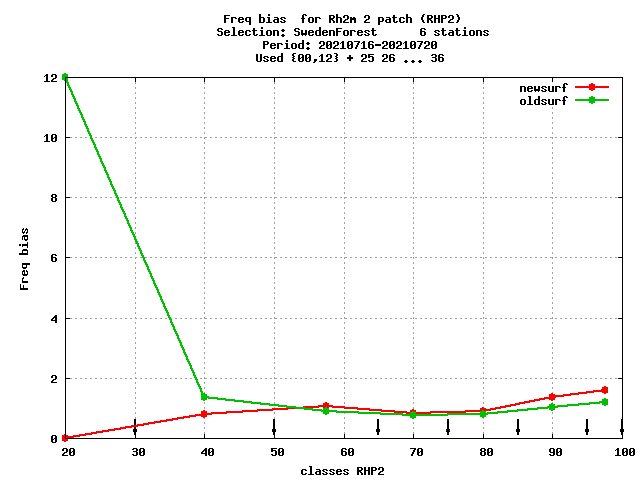 Freq bias  for Rh2m 2 patch (RHP2)
Selection: SwedenForest      6 stations
Period: 20210716-20210720
Used {00,12} + 25 26 ... 36
newsurf
oldsurf
12
10
8
6
4
2
0
Freq bias
20 30 40 50 60 70 80 90 100
classes RHP2